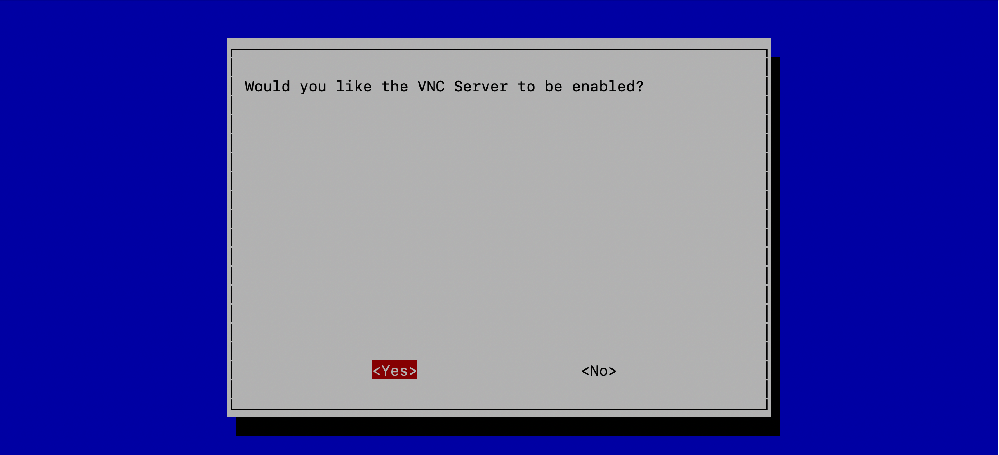 Would you like the VNC Server to be enabled?
<Yes> <No>